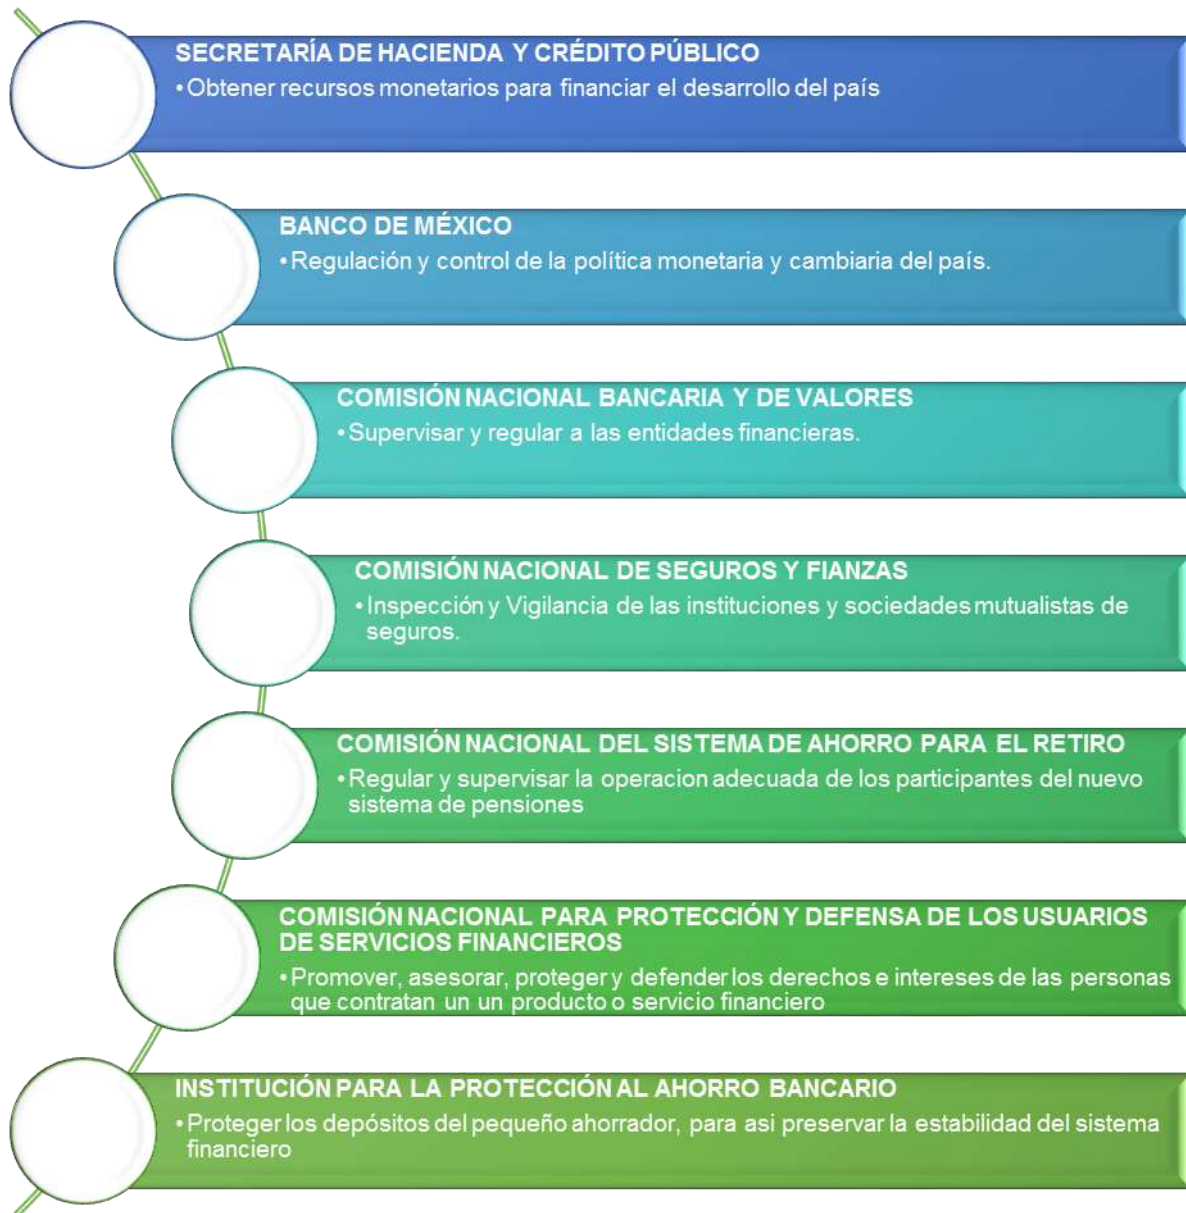 SECRETARÍA DE HACIENDA Y CRÉDITO PÚBLICO
•Obtener recursos monetarios para financiar el desarrollo del país
BANCO DE MÉXICO
•Regulación y control de la política monetaria y cambiaria del país.
COMISIÓN NACIONAL BANCARIA Y DE VALORES
•Supervisar y regular a las entidades financieras.
COMISIÓN NACIONAL DE SEGUROS Y FIANZAS
•Inspección y Vigilancia de las instituciones y sociedades mutualistas de
seguros.
COMISIÓN NACIONAL DEL SISTEMA DE AHORRO PARA EL RETIRO
•Regular y supervisar la operacion adecuada de los participantes del nuevo
sistema de pensiones
COMISIÓN NACIONAL PARA PROTECCIÓN Y DEFENSA DE LOS USUARIOS
DE SERVICIOS FINANCIEROS
•Promover, asesorar, proteger y defender los derechos e intereses de las personas
que contratan un un producto o servicio financiero
INSTITUCIÓN PARA LA PROTECCIÓN AL AHORRO BANCARIO
•Proteger los depósitos del pequeño ahorrador, para asi preservar la estabilidad del sistema
financiero